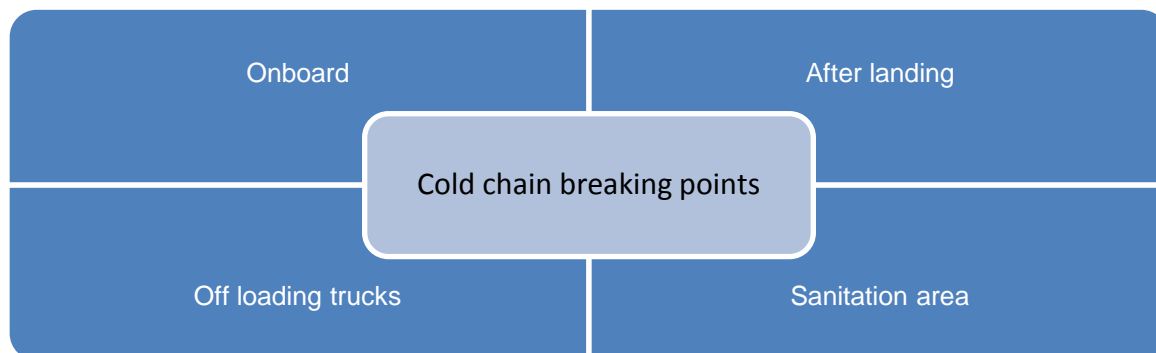 Onboard
After landing
Cold chain breaking points
Off loading trucks
Sanitation area